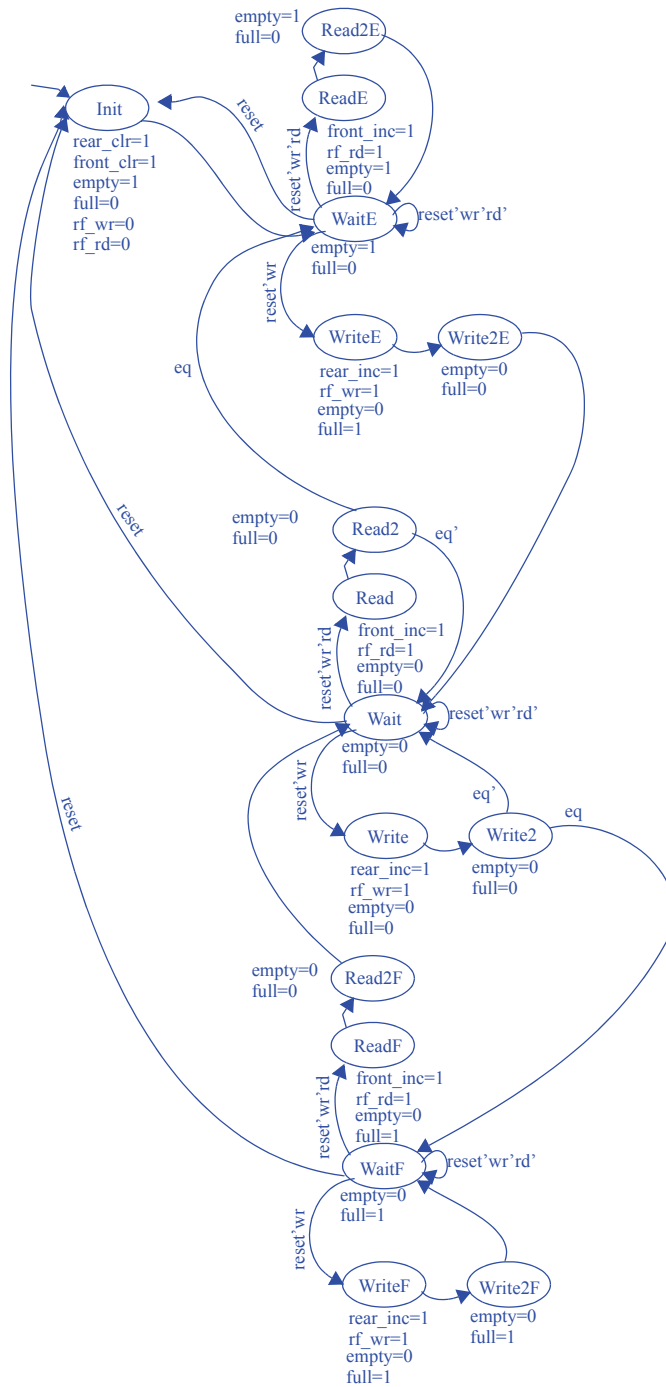 empty=1
full=0
Read2E
ReadE
Init
reset
rear_clr=1
front_clr=1
empty=1
full=0
rf_wr=0
rf_rd=0
reset'wr'rd
front_inc=1
rf_rd=1
empty=1
full=0
WaitE
reset'wr'rd'
empty=1
full=0
reset'wr
WriteE
Write2E
rear_inc=1
rf_wr=1
empty=0
full=1
empty=0
full=0
eq
empty=0
full=0
Read2
eq'
reset
Read
reset'wr'rd
front_inc=1
rf_rd=1
empty=0
full=0
Wait
reset'wr'rd'
empty=0
full=0
reset'wr
eq'
eq
reset
Write
Write2
rear_inc=1
rf_wr=1
empty=0
full=0
empty=0
full=0
empty=0
full=0
Read2F
ReadF
reset'wr'rd
front_inc=1
rf_rd=1
empty=0
full=1
WaitF
reset'wr'rd'
empty=0
full=1
reset'wr
WriteF
Write2F
rear_inc=1
rf_wr=1
empty=0
full=1
empty=0
full=1